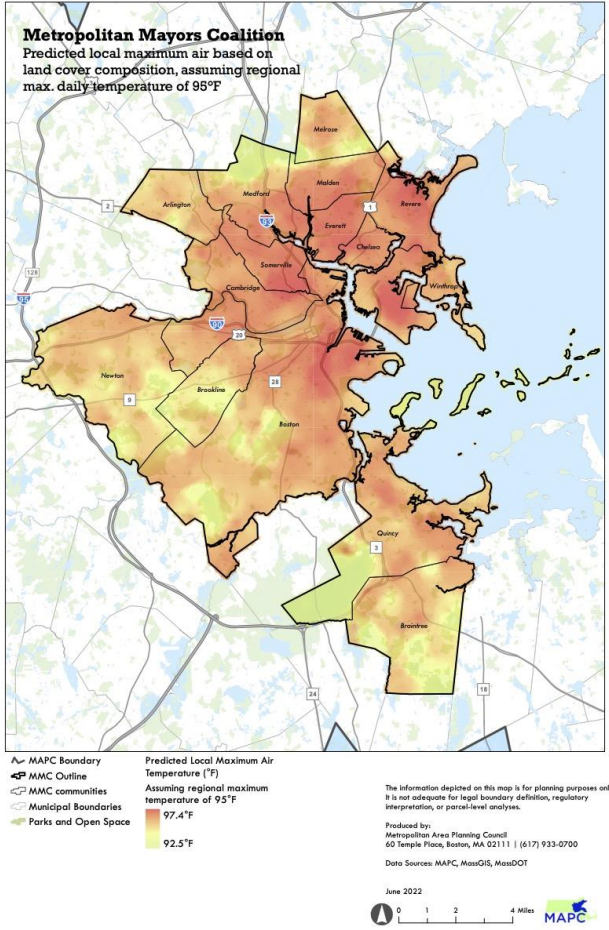 Metropolitan Mayors Coalition
Predicted local maximum air based on
land cover composition, assuming regional
max. daily temperature of 95°F
Melrose
Malden
Medford
Arlington
2
Revere
1
93
Everett
Chelsea
Somerville
128
Cambridge
Winthrop
95
90
20
Newton
Brookline
28
9
Boston
Quincy
3
Braintree
24
18
MAPC Boundary
MMC Outline
MMC communities
Municipal Boundaries
Parks and Open Space
Predicted Local Maximum Air
Temperature (°F)
Assuming regional maximum
temperature of 95°F
97.4°F
92.5°F
The information depicted on this map is for planning purposes onl
It is not adequate for legal boundary definition, regulatory
interpretation, or parcel-level analyses.
Produced by:
Metropolitan Area Planning Council
60 Temple Place, Boston, MA 02111 | (617) 933-0700
Data Sources: MAPC, MassGIS, MassDOT
June 2022
0 1 2 4 Miles
MAPC